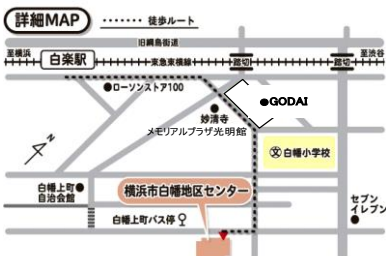 詳細MAP
徒歩ルート
旧綱島街道
至横浜
白楽駅
東急東横線
踏切
踏切
至渋谷
ローソンストア100
妙清寺
メモリアルプラザ光明館
GODAI
N
文 白幡小学校
白幡上町
自治会館
横浜市白幡地区センター
白幡上町バス停
セブン
イレブン